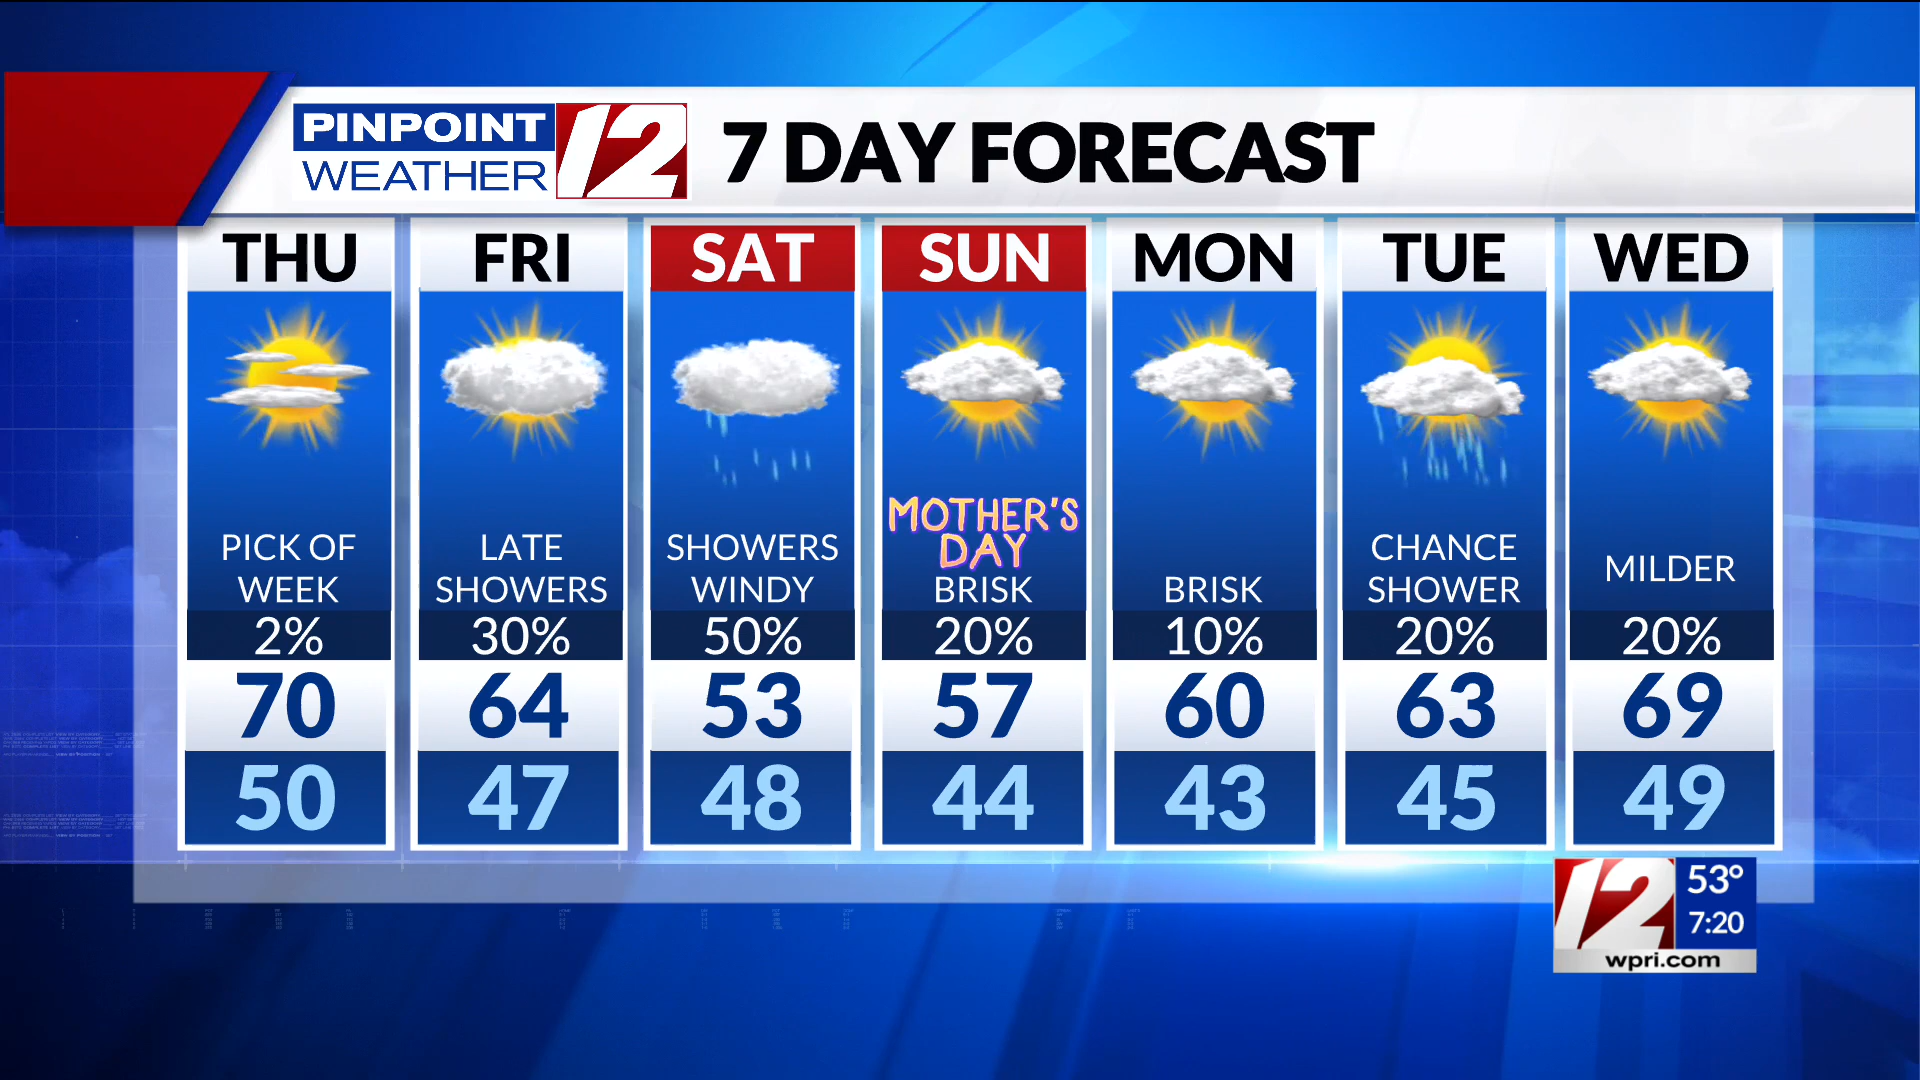 PINPOINT
WEATHER
12
7 DAY FORECAST
THU
FRI
SAT
SUN
MON
TUE
WED
PICK OF
WEEK
LATE
SHOWERS
SHOWERS
WINDY
MOTHER'S
DAY
BRISK
BRISK
CHANCE
SHOWER
MILDER
2%
30%
50%
20%
10%
20%
20%
70
64
53
57
60
63
69
50
47
48
44
43
45
49
12
53°
7:20
wpri.com